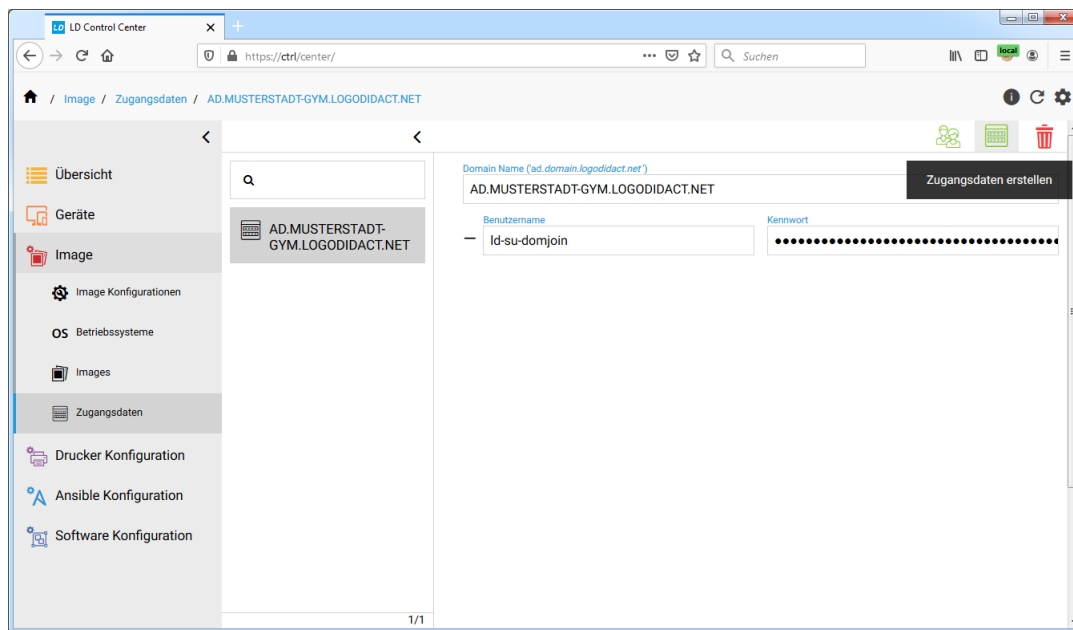 LD Control Center
https://ctrl/center/
Suchen
local
/ Image / Zugangsdaten / AD.MUSTERSTADT-GYM.LOGODIDACT.NET
Übersicht
Geräte
Image
Image Konfigurationen
OS Betriebssysteme
Images
Zugangsdaten
Drucker Konfiguration
Ansible Konfiguration
Software Konfiguration
AD.MUSTERSTADT-
GYM.LOGODIDACT.NET
1/1
Zugangsdaten erstellen
Domain Name ('ad.domain.logodidact.net')
AD.MUSTERSTADT-GYM.LOGODIDACT.NET
Benutzername
Kennwort
ld-su-domjoin